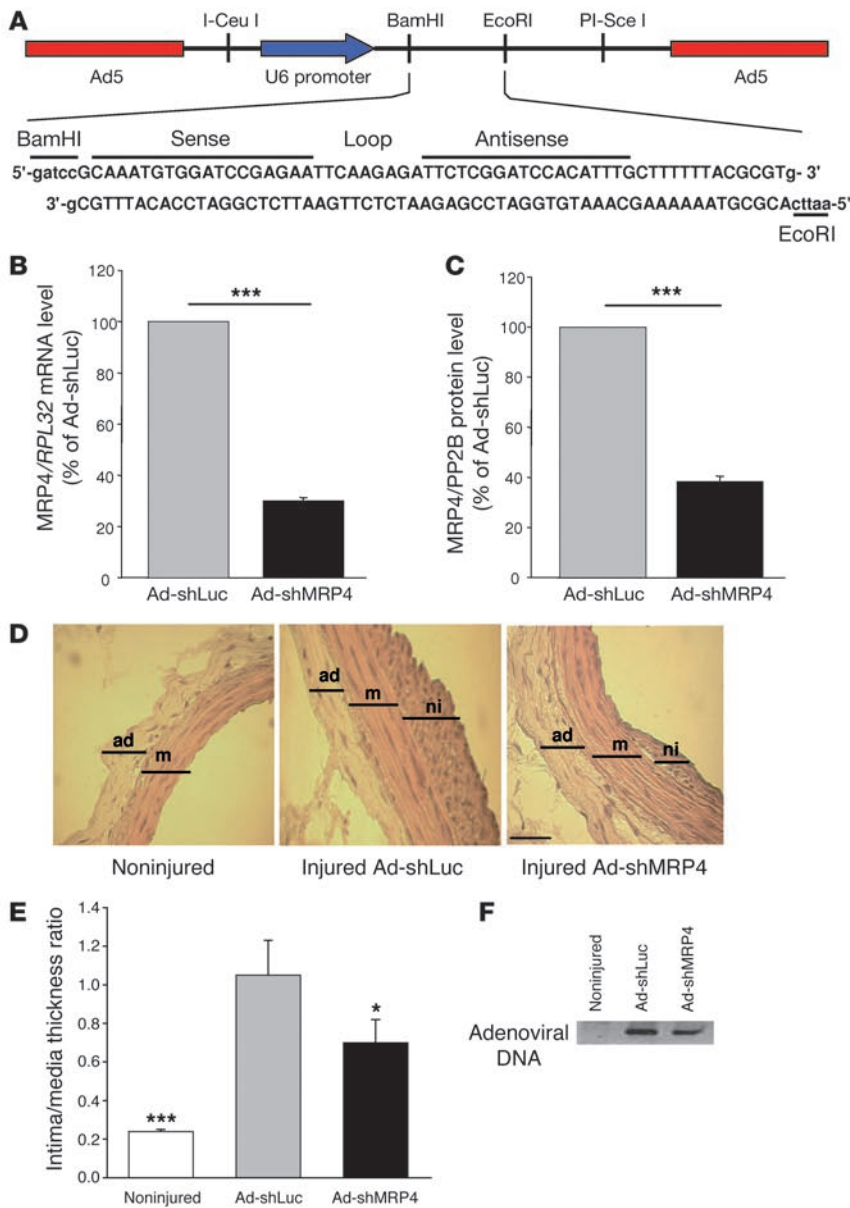 A
I-Ceu I BamHI EcoRI PI-Sce I
Ad5 U6 promoter Ad5
BamHI Sense Loop Antisense
5'-gatccGCAAATGTGGATCCGAGAATTCAAGAGATTCTCGGATCCACATTTGCTTTTTTACGCGTg- 3'
3'-gCGTTTACACCTAGGCTCTTAAGTTCTCTAAGAGCCTAGGTGTAAACGAAAAAATGCGCActtaa-5'
EcoRI
B
MRP4/RPL32 mRNA level
(% of Ad-shLuc)
120
100
80
60
40
20
0
***
Ad-shLuc Ad-shMRP4
C
MRP4/PP2B protein level
(% of Ad-shLuc)
120
100
80
60
40
20
0
***
Ad-shLuc Ad-shMRP4
D
ad m
ad m ni
ad m ni
Noninjured Injured Ad-shLuc Injured Ad-shMRP4
E
Intima/media thickness ratio
1.4
1.2
1.0
0.8
0.6
0.4
0.2
0.0
***
*
Noninjured Ad-shLuc Ad-shMRP4
F
Noninjured
Ad-shLuc
Ad-shMRP4
Adenoviral
DNA